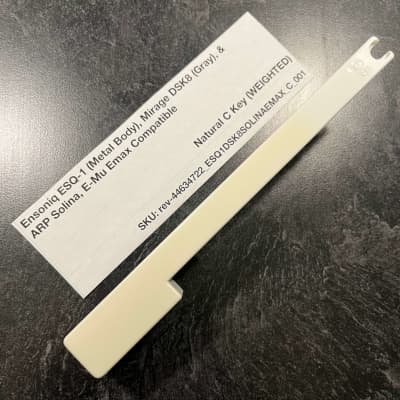 Ensoniq ESQ-1 (Metal Body), Mirage DSK8 (Gray), &
ARP Solina, E-Mu Emax Compatible
Natural C Key (WEIGHTED)
SKU: rev-44634722_ESQ1DSK8SOLINAEMAX_C_001